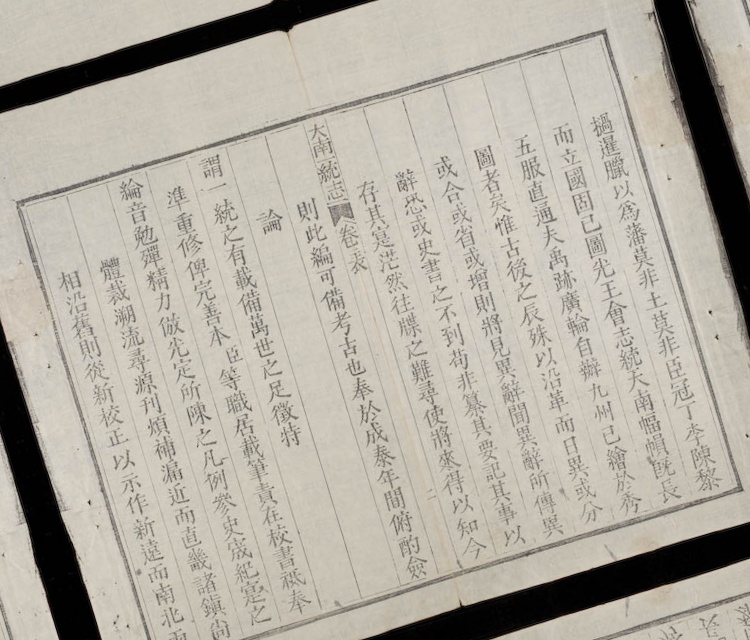 撾暹臘以爲藩莫非土莫非臣冠丁李陳黎
而立國固已圖光王會志統大南幅幀旣長
五服直通夫禹跡廣輪自辦九州已繪於秀
圖者矣惟古後之辰殊以沿革而日異或分
或合或省或增則將見異辭聞異辭所傳異
辭恐或史書之不到苟非纂其要記其事以
存其寔茫然往牒之難尋使將來得以知今
大南一統志 卷 表
則此編可備考古也奉於成泰年間俯酌僉
論
謂一統之有載備萬世之足徵特
準重修俾完善本臣等職居載筆責在校書祗奉
綸音勉殫精力倣先定所陳之凡例參史宬紀寔之
體裁溯流尋源刊煩補漏近而直畿諸鎮尙
相沿舊則從新校正以示作新遠而南北